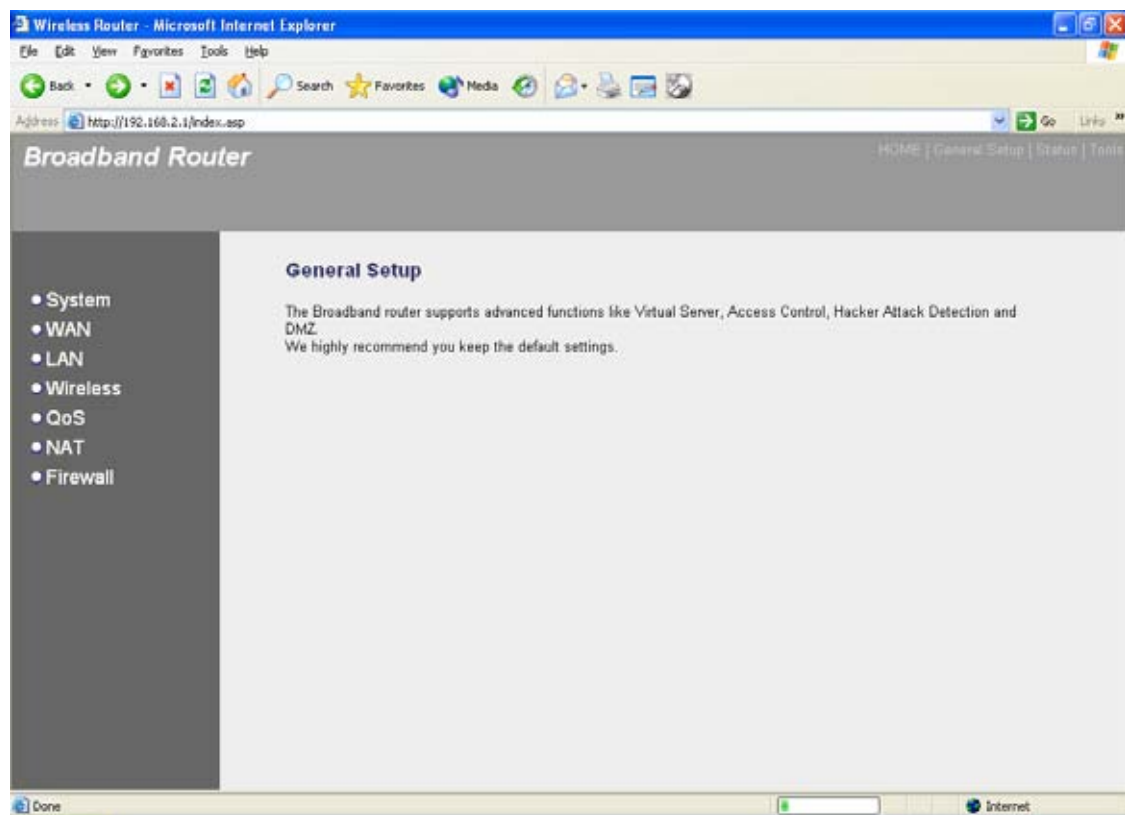 Wireless Router - Microsoft Internet Explorer
File Edit View Favorites Tools Help
Back Search Favorites Media
Address http://192.168.2.1/index.asp Go Links »
Broadband Router
HOME | General Setup | Status | Tools
General Setup
The Broadband router supports advanced functions like Virtual Server, Access Control, Hacker Attack Detection and
DMZ.
We highly recommend you keep the default settings.
System
WAN
LAN
Wireless
QoS
NAT
Firewall
Done Internet